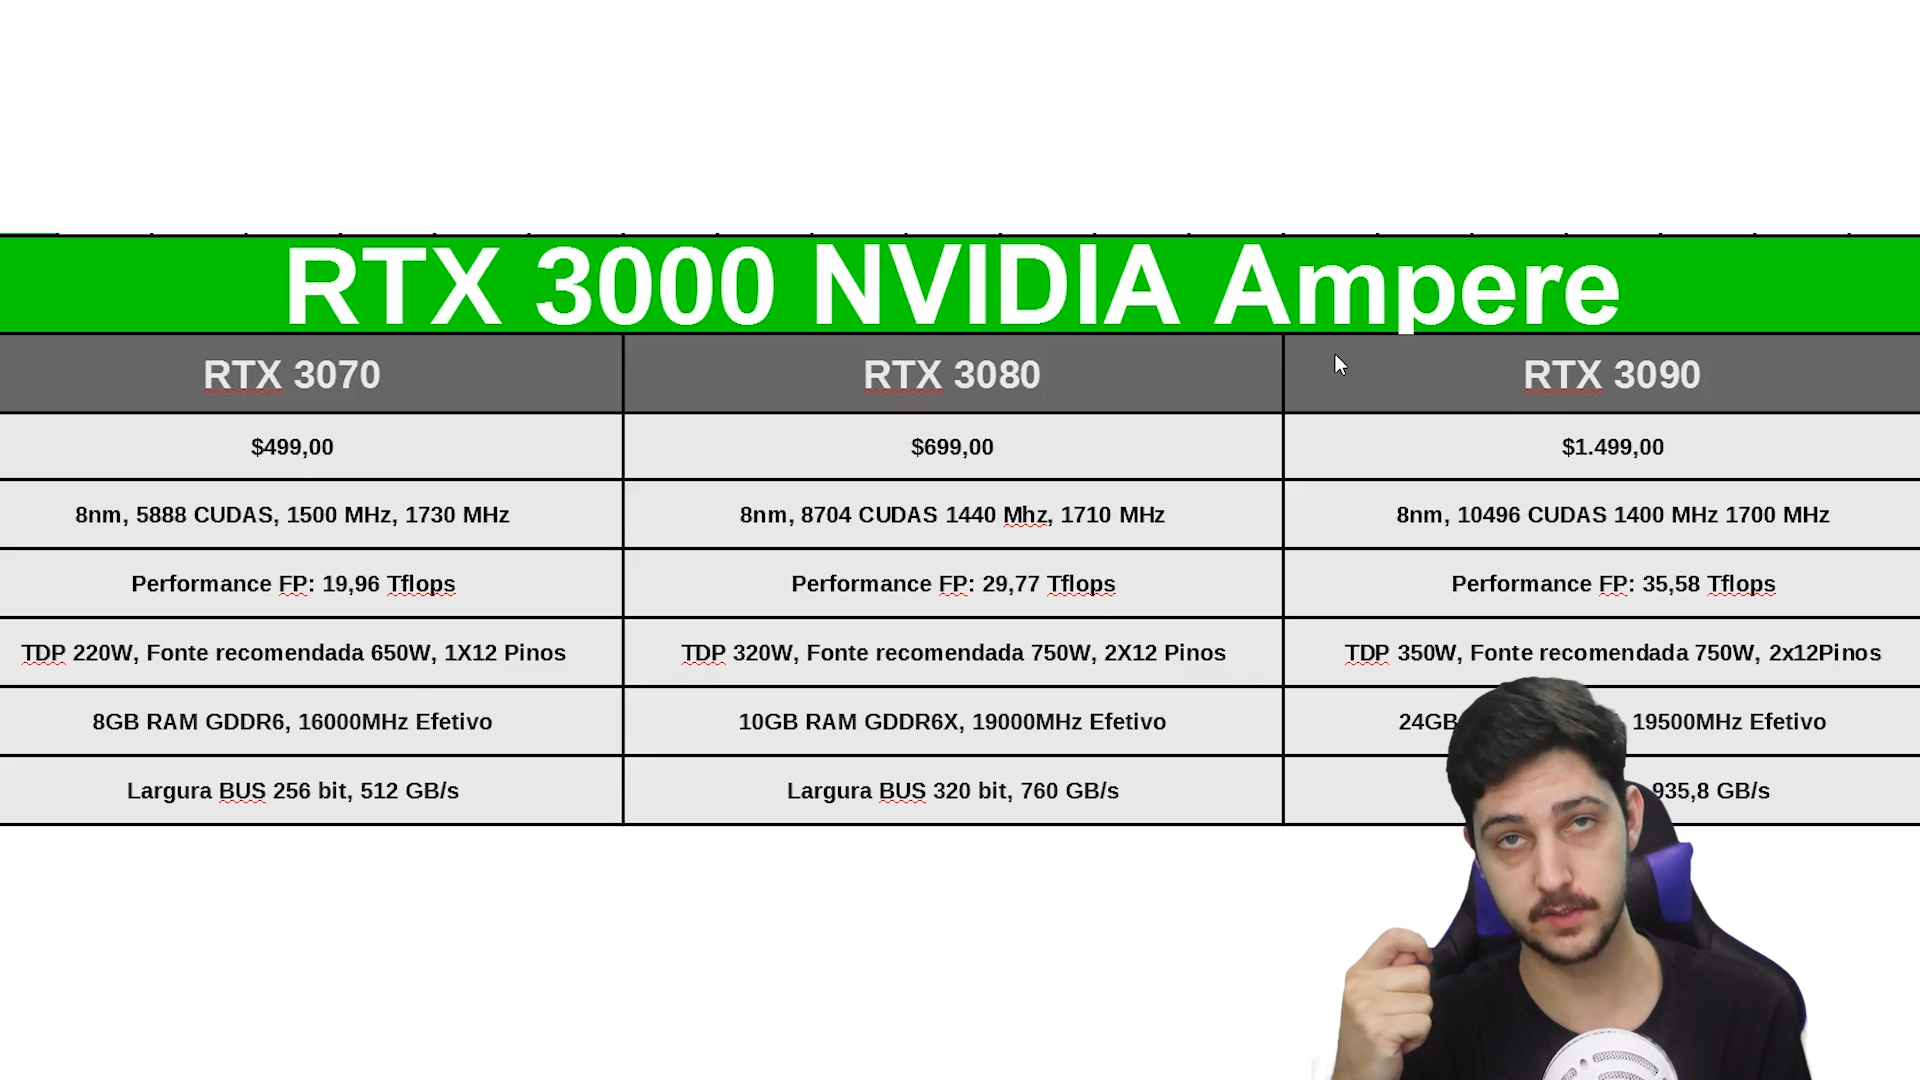 RTX 3000 NVIDIA Ampere
RTX 3070 RTX 3080 RTX 3090
$499,00 $699,00 $1.499,00
8nm, 5888 CUDAS, 1500 MHz, 1730 MHz 8nm, 8704 CUDAS 1440 Mhz, 1710 MHz 8nm, 10496 CUDAS 1400 MHz 1700 MHz
Performance FP: 19,96 Tflops Performance FP: 29,77 Tflops Performance FP: 35,58 Tflops
TDP 220W, Fonte recomendada 650W, 1X12 Pinos TDP 320W, Fonte recomendada 750W, 2X12 Pinos TDP 350W, Fonte recomendada 750W, 2x12Pinos
8GB RAM GDDR6, 16000MHz Efetivo 10GB RAM GDDR6X, 19000MHz Efetivo 24GB 19500MHz Efetivo
Largura BUS 256 bit, 512 GB/s Largura BUS 320 bit, 760 GB/s 935,8 GB/s